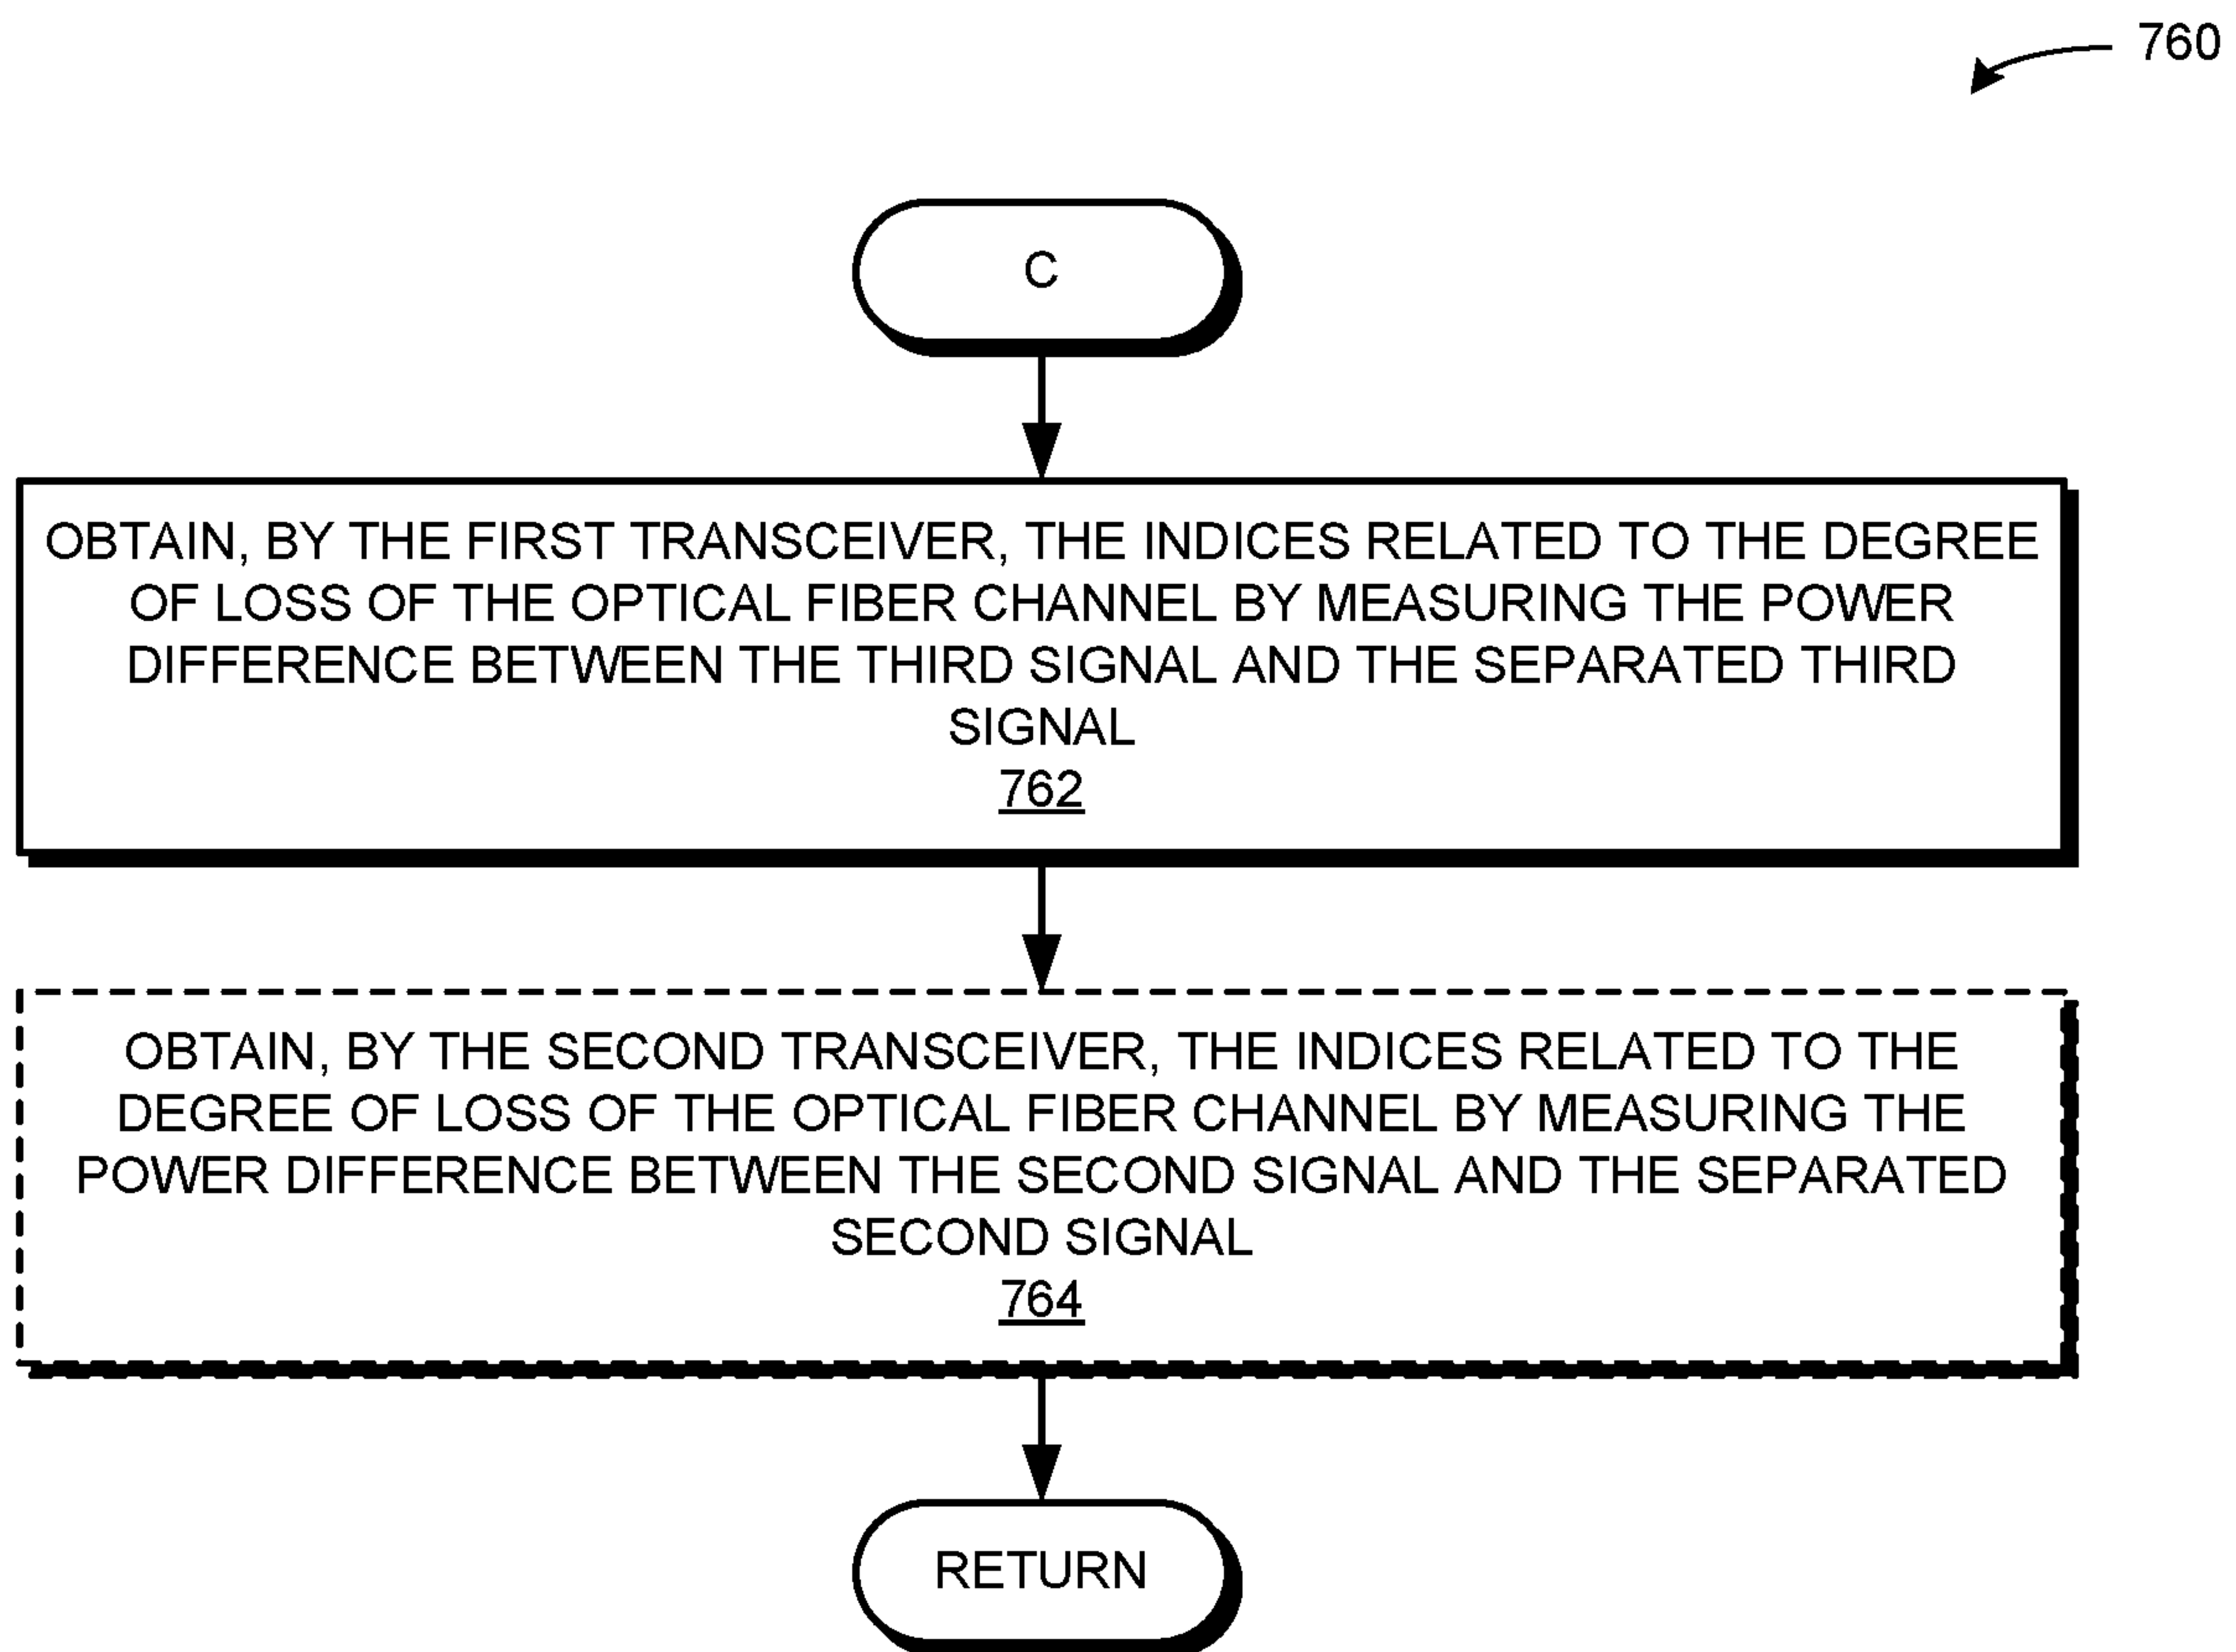 760
C
OBTAIN, BY THE FIRST TRANSCEIVER, THE INDICES RELATED TO THE DEGREE
OF LOSS OF THE OPTICAL FIBER CHANNEL BY MEASURING THE POWER
DIFFERENCE BETWEEN THE THIRD SIGNAL AND THE SEPARATED THIRD
SIGNAL
762
OBTAIN, BY THE SECOND TRANSCEIVER, THE INDICES RELATED TO THE
DEGREE OF LOSS OF THE OPTICAL FIBER CHANNEL BY MEASURING THE
POWER DIFFERENCE BETWEEN THE SECOND SIGNAL AND THE SEPARATED
SECOND SIGNAL
764
RETURN